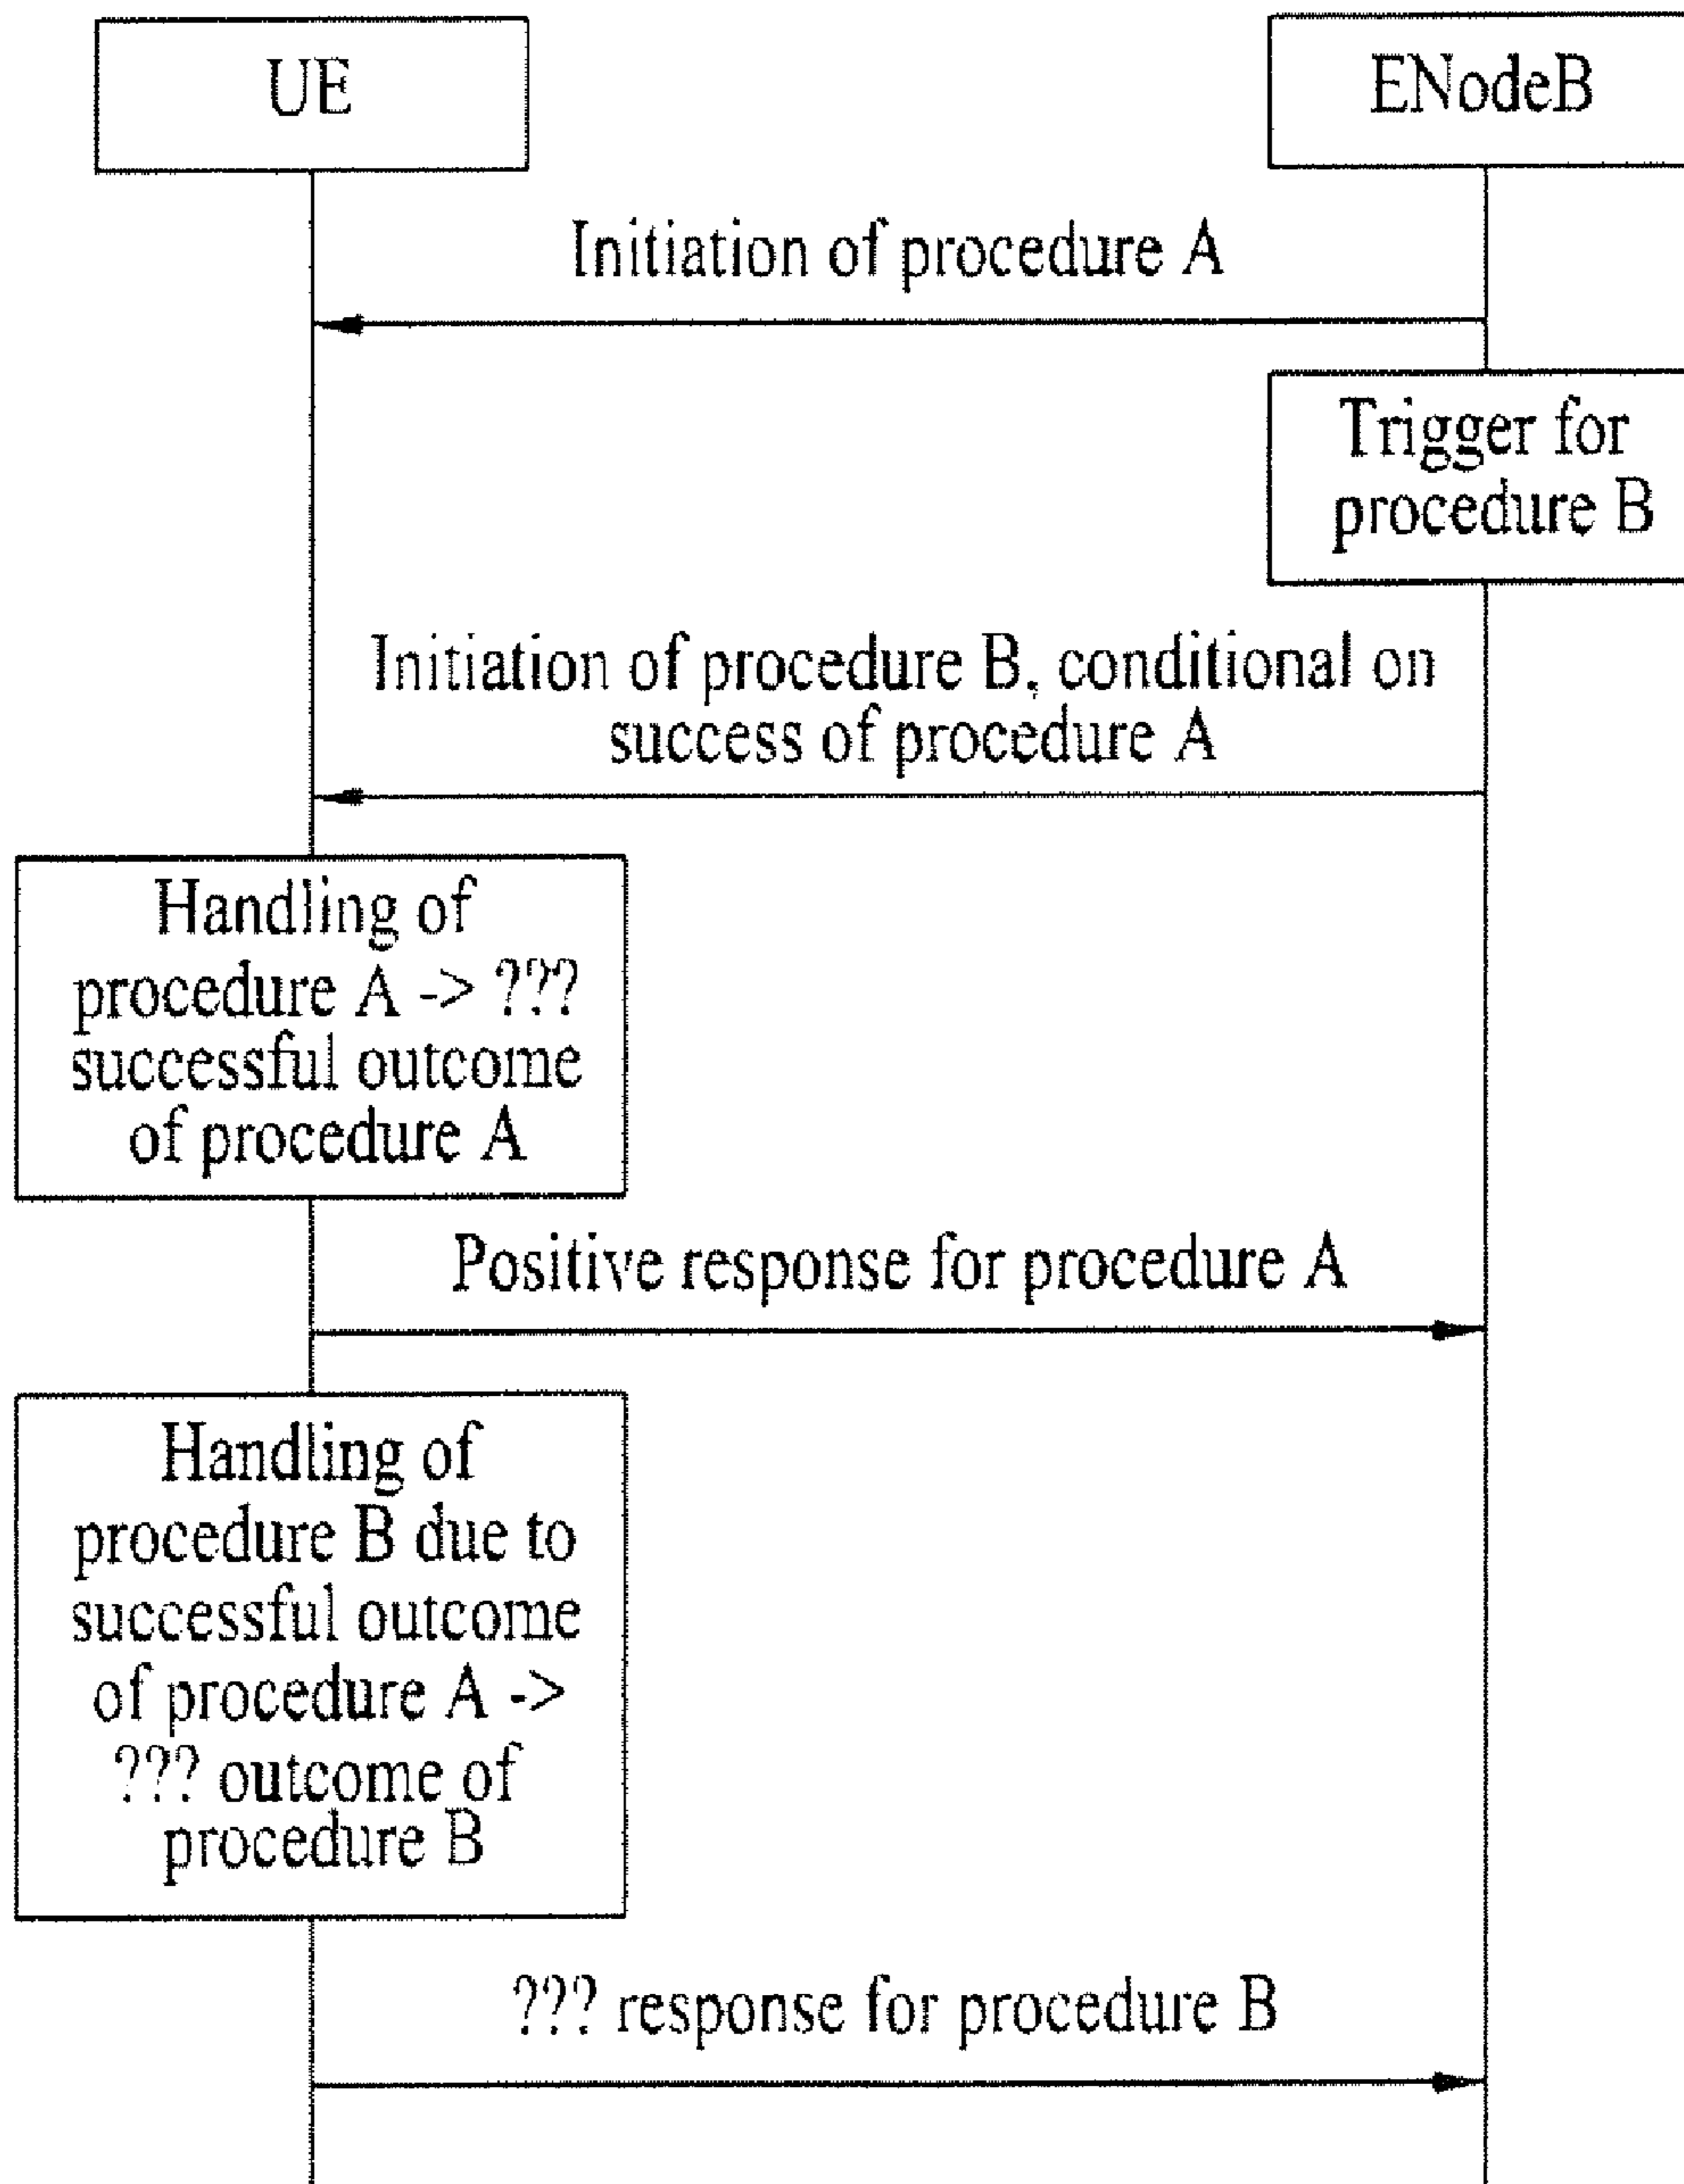 UE
ENodeB
Initiation of procedure A
Trigger for
procedure B
Initiation of procedure B, conditional on
success of procedure A
Handling of
procedure A -> ???
successful outcome
of procedure A
Positive response for procedure A
Handling of
procedure B due to
successful outcome
of procedure A ->
??? outcome of
procedure B
??? response for procedure B